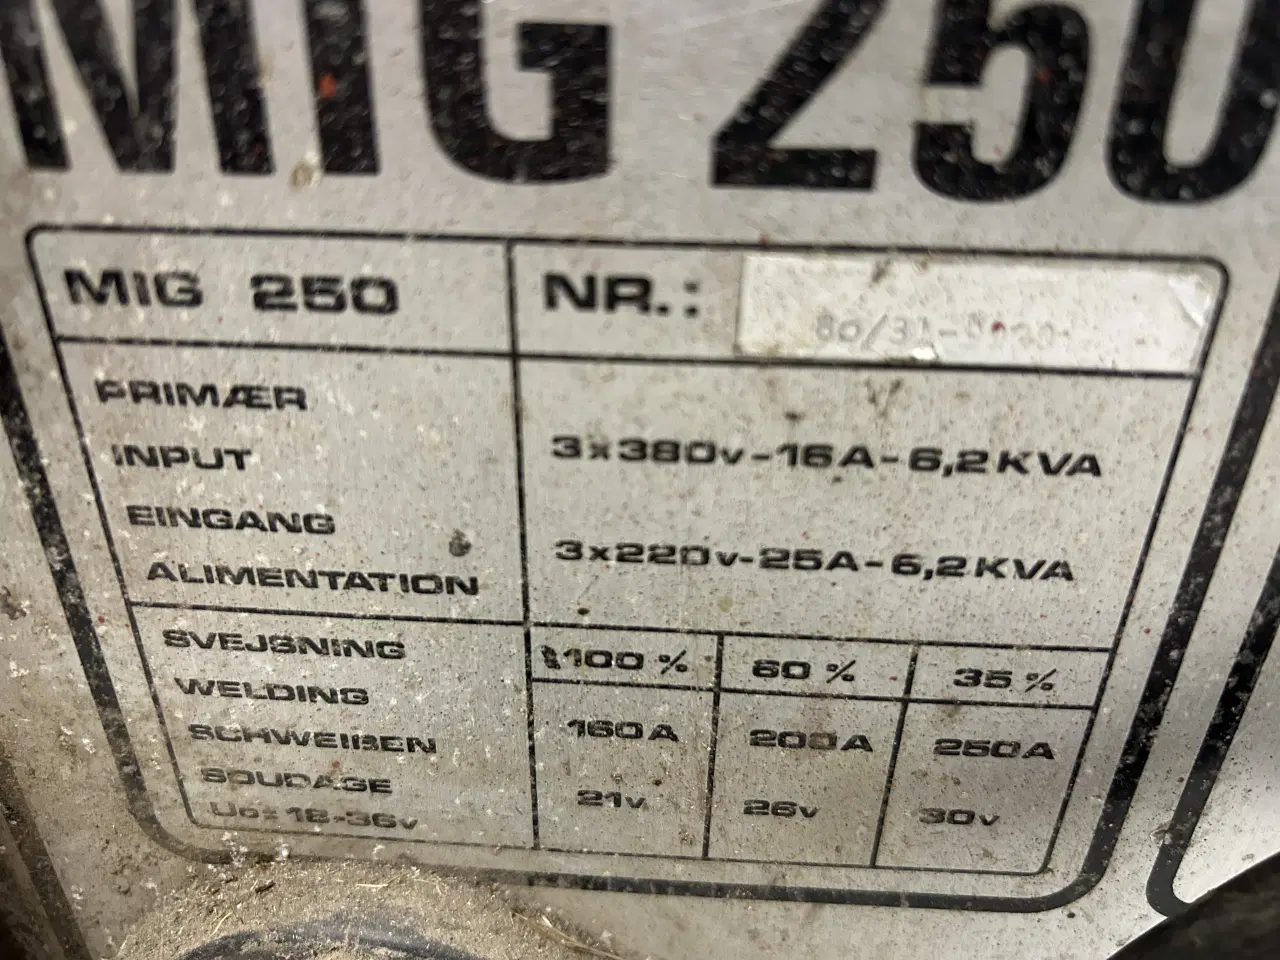 MIG 250
MIG 250 NR.:
PRIMÆR
INPUT
EINGANG
ALIMENTATION
3x380v-16A-6,2KVA
3x220v-25A-6,2KVA
SVEJSNING
WELDING
SCHWEIßEN
SOUDAGE
Uo=18-36v
100% 60% 35%
160A 200A 250A
21v 26v 30v